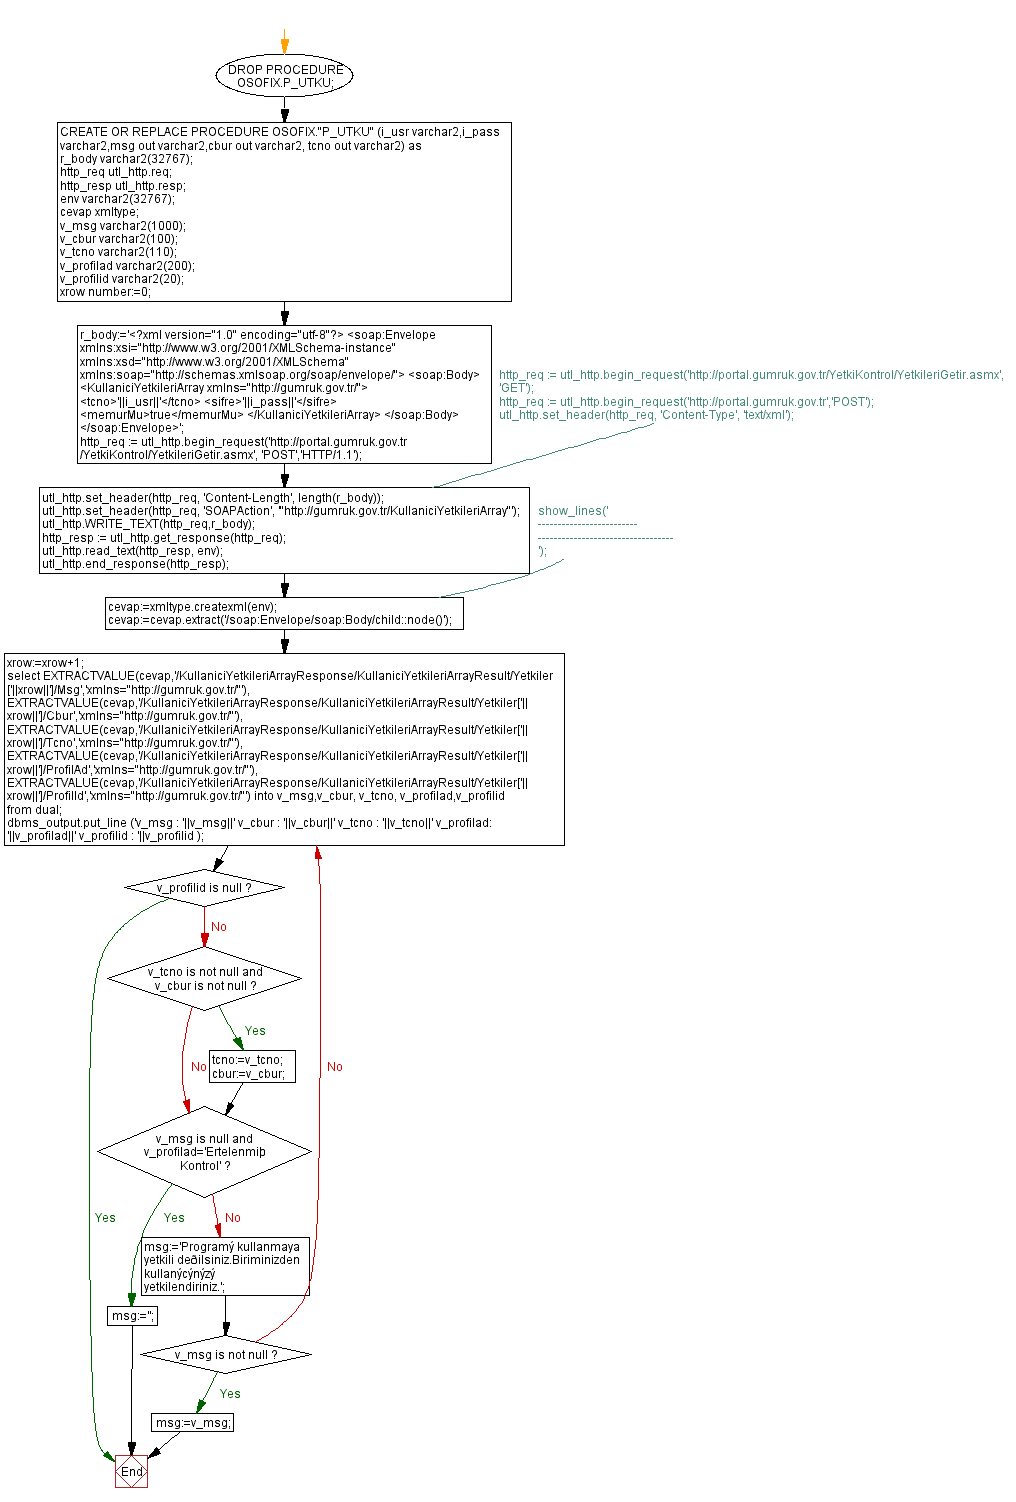 DROP PROCEDURE
OSOFIX.P_UTKU;
CREATE OR REPLACE PROCEDURE OSOFIX."P_UTKU" (i_usr varchar2,i_pass
varchar2,msg out varchar2,cbur out varchar2, tcno out varchar2) as
r_body varchar2(32767);
http_req utl_http.req;
http_resp utl_http.resp;
env varchar2(32767);
cevap xmltype;
v_msg varchar2(1000);
v_cbur varchar2(100);
v_tcno varchar2(110);
v_profilad varchar2(200);
v_profilid varchar2(20);
xrow number:=0;
r_body:='<?xml version="1.0" encoding="utf-8"?> <soap:Envelope
xmlns:xsi="http://www.w3.org/2001/XMLSchema-instance"
xmlns:xsd="http://www.w3.org/2001/XMLSchema"
xmlns:soap="http://schemas.xmlsoap.org/soap/envelope/"> <soap:Body>
<KullaniciYetkileriArray xmlns="http://gumruk.gov.tr/">
<tcno>'||i_usr||'</tcno> <sifre>'||i_pass||'</sifre>
<memurMu>true</memurMu> </KullaniciYetkileriArray> </soap:Body>
</soap:Envelope>';
http_req := utl_http.begin_request('http://portal.gumruk.gov.tr
/YetkiKontrol/YetkileriGetir.asmx', 'POST','HTTP/1.1');
http_req := utl_http.begin_request('http://portal.gumruk.gov.tr/YetkiKontrol/YetkileriGetir.asmx',
'GET');
http_req := utl_http.begin_request('http://portal.gumruk.gov.tr','POST');
utl_http.set_header(http_req, 'Content-Type', 'text/xml');
utl_http.set_header(http_req, 'Content-Length', length(r_body));
utl_http.set_header(http_req, 'SOAPAction', '"http://gumruk.gov.tr/KullaniciYetkileriArray"');
utl_http.WRITE_TEXT(http_req,r_body);
http_resp := utl_http.get_response(http_req);
utl_http.read_text(http_resp, env);
utl_http.end_response(http_resp);
show_lines('
-------------------------
----------------------------------
');
cevap:=xmltype.createxml(env);
cevap:=cevap.extract('/soap:Envelope/soap:Body/child::node()');
xrow:=xrow+1;
select EXTRACTVALUE(cevap,'/KullaniciYetkileriArrayResponse/KullaniciYetkileriArrayResult/Yetkiler
['||xrow||']/Msg','xmlns="http://gumruk.gov.tr/"'),
EXTRACTVALUE(cevap,'/KullaniciYetkileriArrayResponse/KullaniciYetkileriArrayResult/Yetkiler['||
xrow||']/Cbur','xmlns="http://gumruk.gov.tr/"'),
EXTRACTVALUE(cevap,'/KullaniciYetkileriArrayResponse/KullaniciYetkileriArrayResult/Yetkiler['||
xrow||']/Tcno','xmlns="http://gumruk.gov.tr/"'),
EXTRACTVALUE(cevap,'/KullaniciYetkileriArrayResponse/KullaniciYetkileriArrayResult/Yetkiler['||
xrow||']/ProfilAd','xmlns="http://gumruk.gov.tr/"'),
EXTRACTVALUE(cevap,'/KullaniciYetkileriArrayResponse/KullaniciYetkileriArrayResult/Yetkiler['||
xrow||']/ProfilId','xmlns="http://gumruk.gov.tr/"') into v_msg,v_cbur, v_tcno, v_profilad,v_profilid
from dual;
dbms_output.put_line ('v_msg : '||v_msg||' v_cbur : '||v_cbur||' v_tcno : '||v_tcno||' v_profilad:
'||v_profilad||' v_profilid : '||v_profilid );
v_profilid is null ?
No
v_tcno is not null and
v_cbur is not null ?
Yes
No
tcno:=v_tcno;
cbur:=v_cbur;
No
v_msg is null and
v_profilad='Ertelenmiþ
Kontrol' ?
Yes
Yes
No
msg:='Programý kullanmaya
yetkili deðilsiniz.Biriminizden
kullanýcýnýzý
yetkilendiriniz.';
msg:='';
v_msg is not null ?
Yes
msg:=v_msg;
End